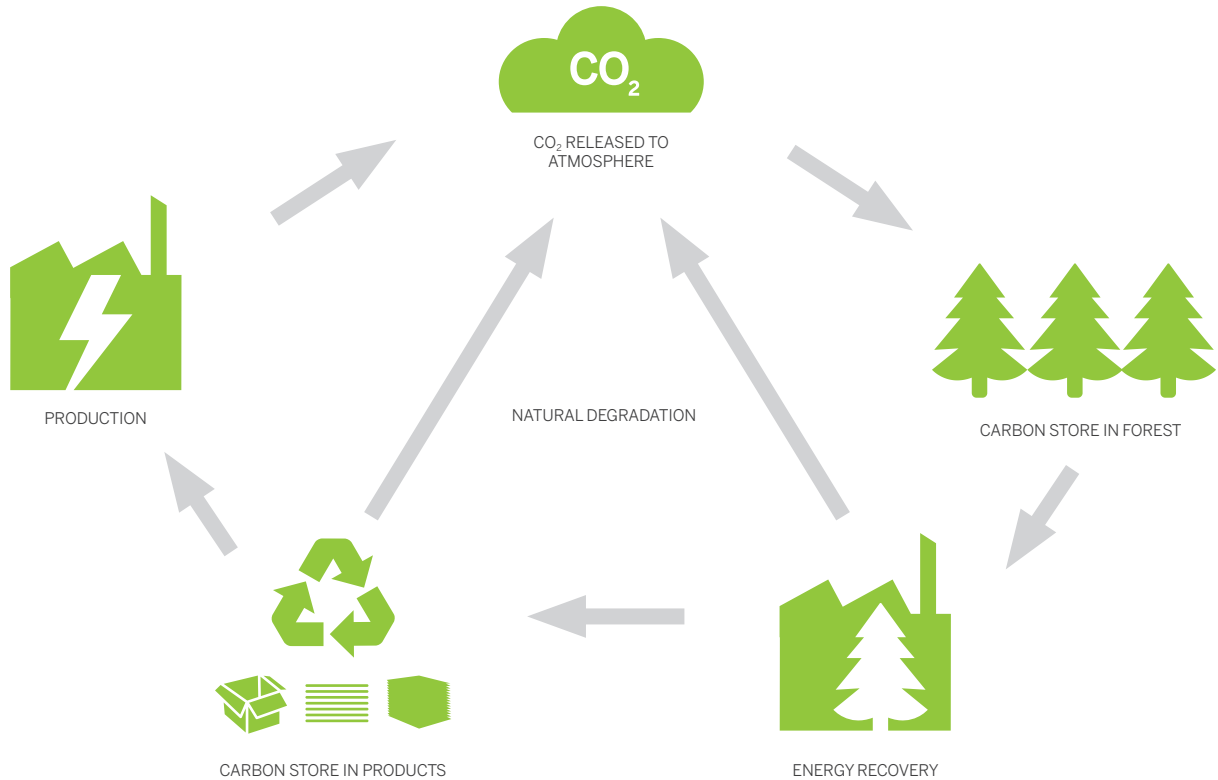 CO₂
CO₂ RELEASED TO
ATMOSPHERE
PRODUCTION
NATURAL DEGRADATION
CARBON STORE IN FOREST
CARBON STORE IN PRODUCTS
ENERGY RECOVERY